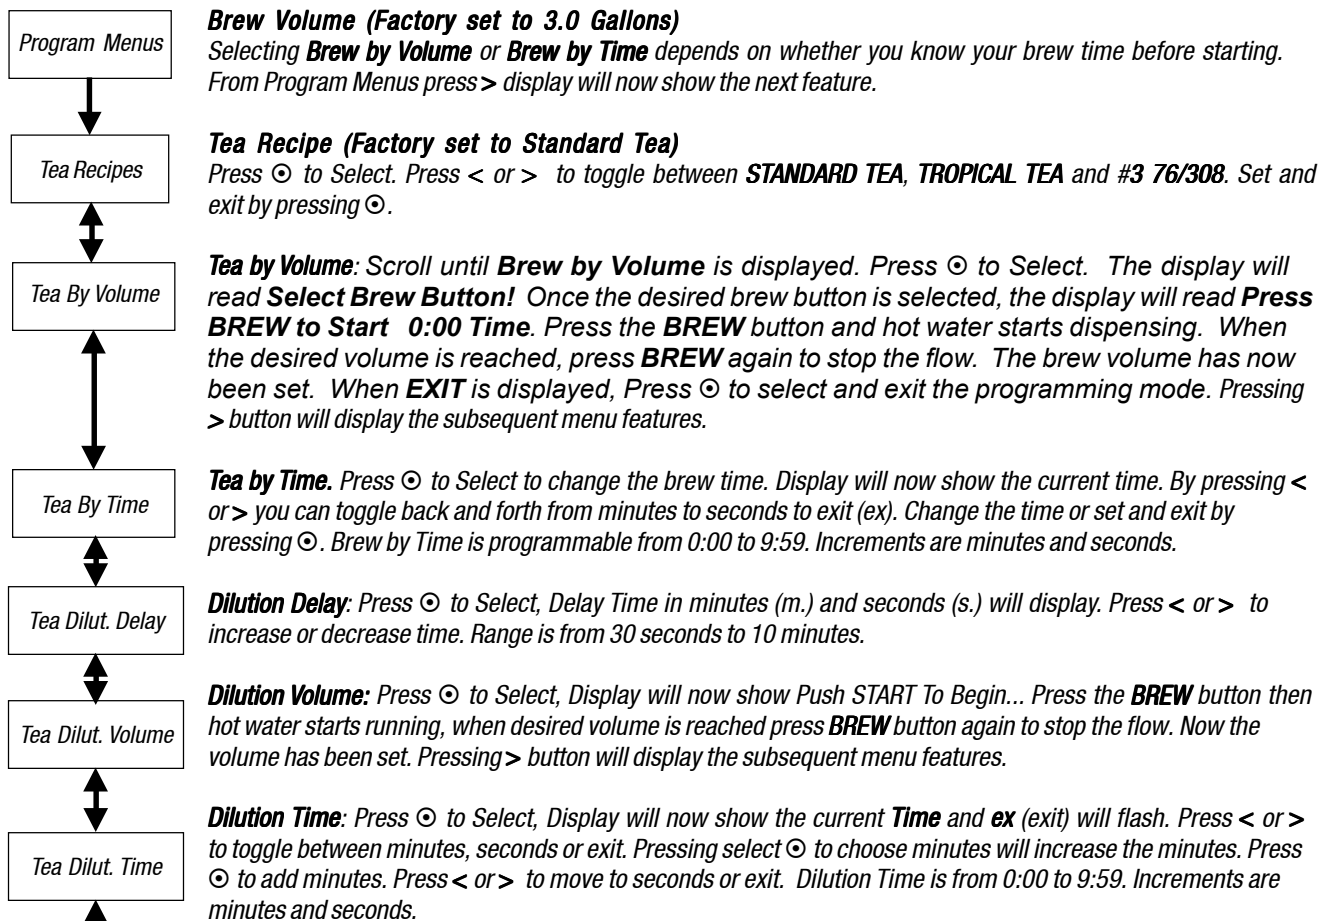 Program Menus
Brew Volume (Factory set to 3.0 Gallons)
Selecting Brew by Volume or Brew by Time depends on whether you know your brew time before starting.
From Program Menus press > display will now show the next feature.
Tea Recipes
Tea Recipe (Factory set to Standard Tea)
Press ⊙ to Select. Press < or > to toggle between STANDARD TEA, TROPICAL TEA and #3 76/308. Set and
exit by pressing ⊙.
Tea By Volume
Tea by Volume: Scroll until Brew by Volume is displayed. Press ⊙ to Select. The display will
read Select Brew Button! Once the desired brew button is selected, the display will read Press
BREW to Start 0:00 Time. Press the BREW button and hot water starts dispensing. When
the desired volume is reached, press BREW again to stop the flow. The brew volume has now
been set. When EXIT is displayed, Press ⊙ to select and exit the programming mode. Pressing
> button will display the subsequent menu features.
Tea By Time
Tea by Time. Press ⊙ to Select to change the brew time. Display will now show the current time. By pressing <
or > you can toggle back and forth from minutes to seconds to exit (ex). Change the time or set and exit by
pressing ⊙. Brew by Time is programmable from 0:00 to 9:59. Increments are minutes and seconds.
Tea Dilut. Delay
Dilution Delay: Press ⊙ to Select, Delay Time in minutes (m.) and seconds (s.) will display. Press < or > to
increase or decrease time. Range is from 30 seconds to 10 minutes.
Tea Dilut. Volume
Dilution Volume: Press ⊙ to Select, Display will now show Push START To Begin... Press the BREW button then
hot water starts running, when desired volume is reached press BREW button again to stop the flow. Now the
volume has been set. Pressing > button will display the subsequent menu features.
Tea Dilut. Time
Dilution Time: Press ⊙ to Select, Display will now show the current Time and ex (exit) will flash. Press < or >
to toggle between minutes, seconds or exit. Pressing select ⊙ to choose minutes will increase the minutes. Press
⊙ to add minutes. Press < or > to move to seconds or exit. Dilution Time is from 0:00 to 9:59. Increments are
minutes and seconds.